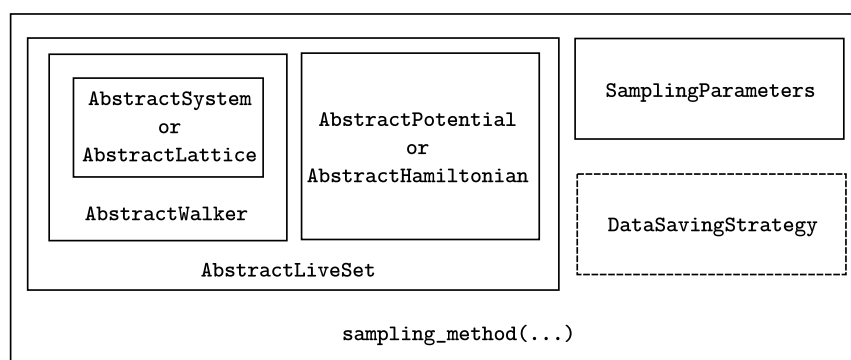 AbstractSystem
or
AbstractLattice
AbstractWalker
AbstractPotential
or
AbstractHamiltonian
AbstractLiveSet
SamplingParameters
DataSavingStrategy
sampling_method(...)